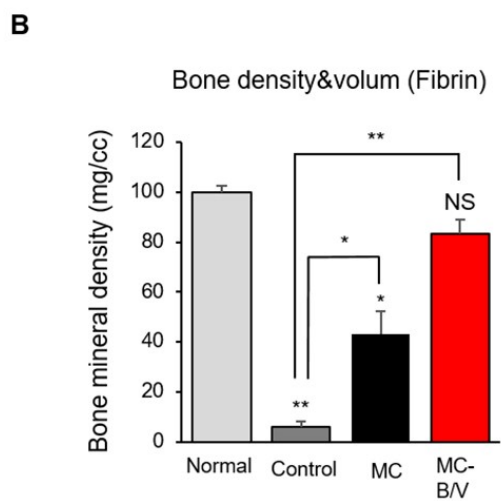 B
Bone density&volum (Fibrin)
Bone mineral density (mg/cc)
120
100
80
60
40
20
0
**
*
NS
*
**
Normal
Control
MC
MC-
B/V